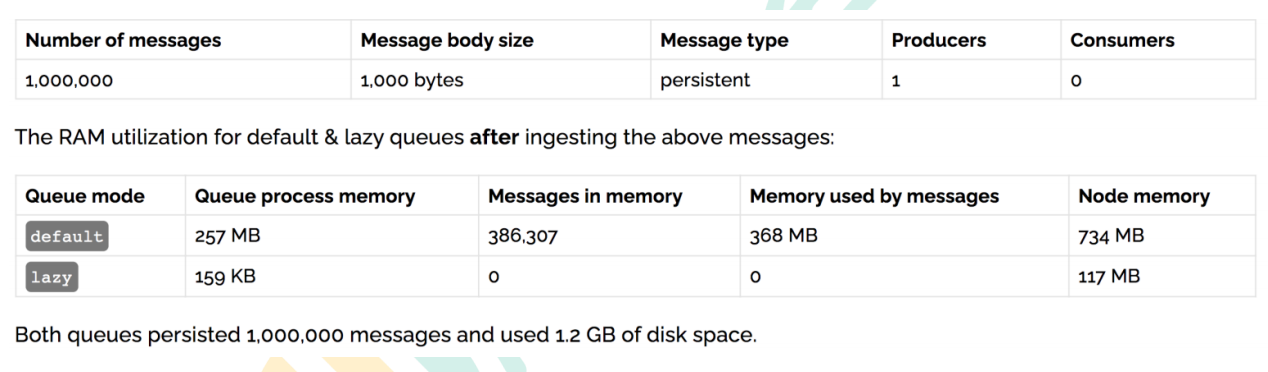 Number of messages Message body size Message type Producers Consumers
1,000,000 1,000 bytes persistent 1 0
The RAM utilization for default & lazy queues after ingesting the above messages:
Queue mode Queue process memory Messages in memory Memory used by messages Node memory
default 257 MB 386,307 368 MB 734 MB
lazy 159 KB 0 0 117 MB
Both queues persisted 1,000,000 messages and used 1.2 GB of disk space.